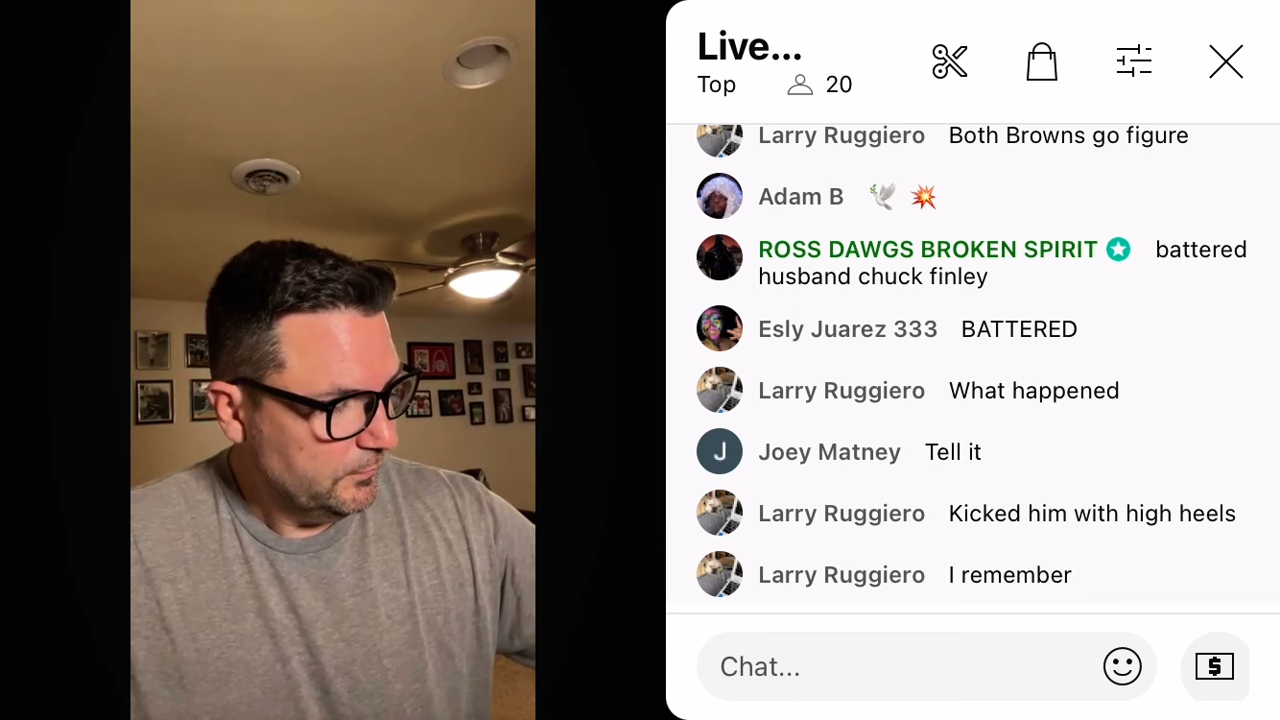 Live...
Top 20
Larry Ruggiero Both Browns go figure
Adam B 🕊️ 💥
ROSS DAWGS BROKEN SPIRIT battered
husband chuck finley
Esly Juarez 333 BATTERED
Larry Ruggiero What happened
J Joey Matney Tell it
Larry Ruggiero Kicked him with high heels
Larry Ruggiero I remember
Chat... $